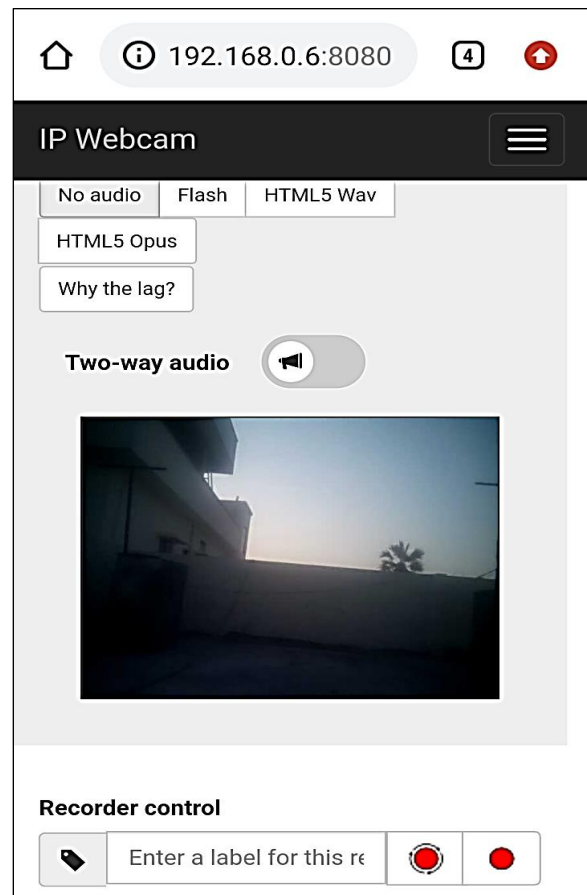 192.168.0.6:8080 4
IP Webcam
No audio Flash HTML5 Wav
HTML5 Opus
Why the lag?
Two-way audio
Recorder control
Enter a label for this re